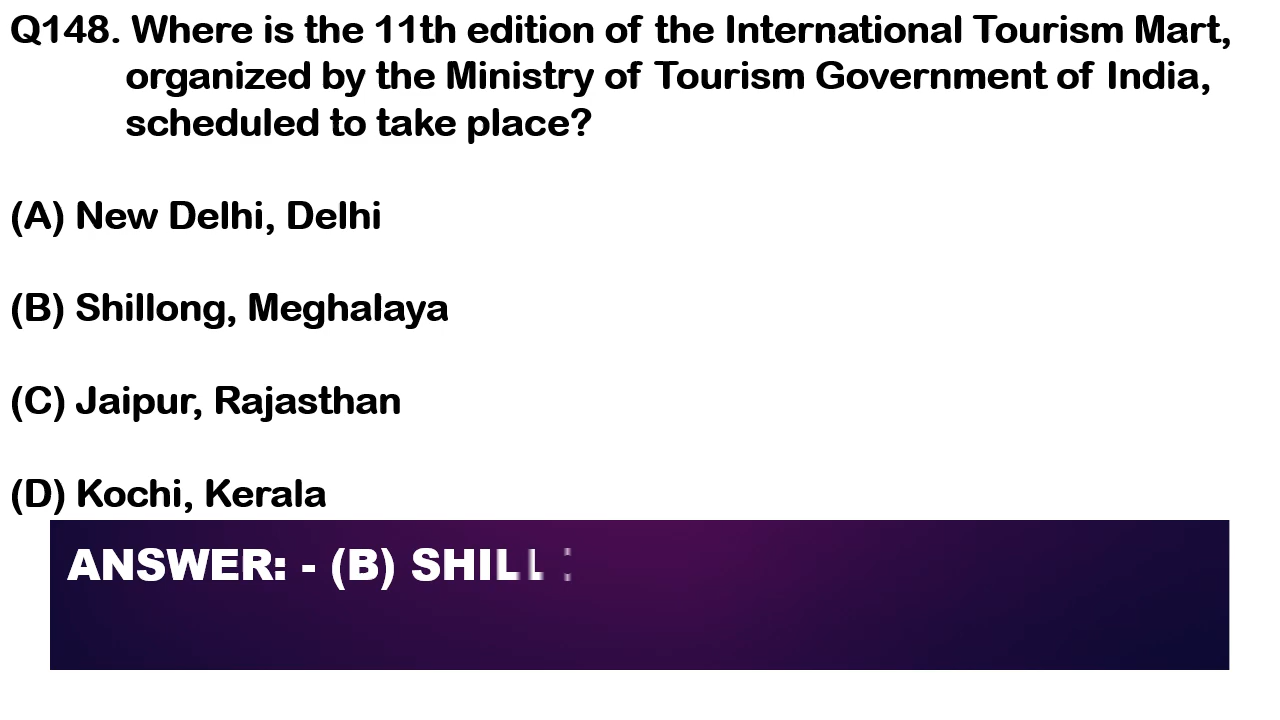 Q148. Where is the 11th edition of the International Tourism Mart,
organized by the Ministry of Tourism Government of India,
scheduled to take place?
(A) New Delhi, Delhi
(B) Shillong, Meghalaya
(C) Jaipur, Rajasthan
(D) Kochi, Kerala
ANSWER: - (B) SHILL